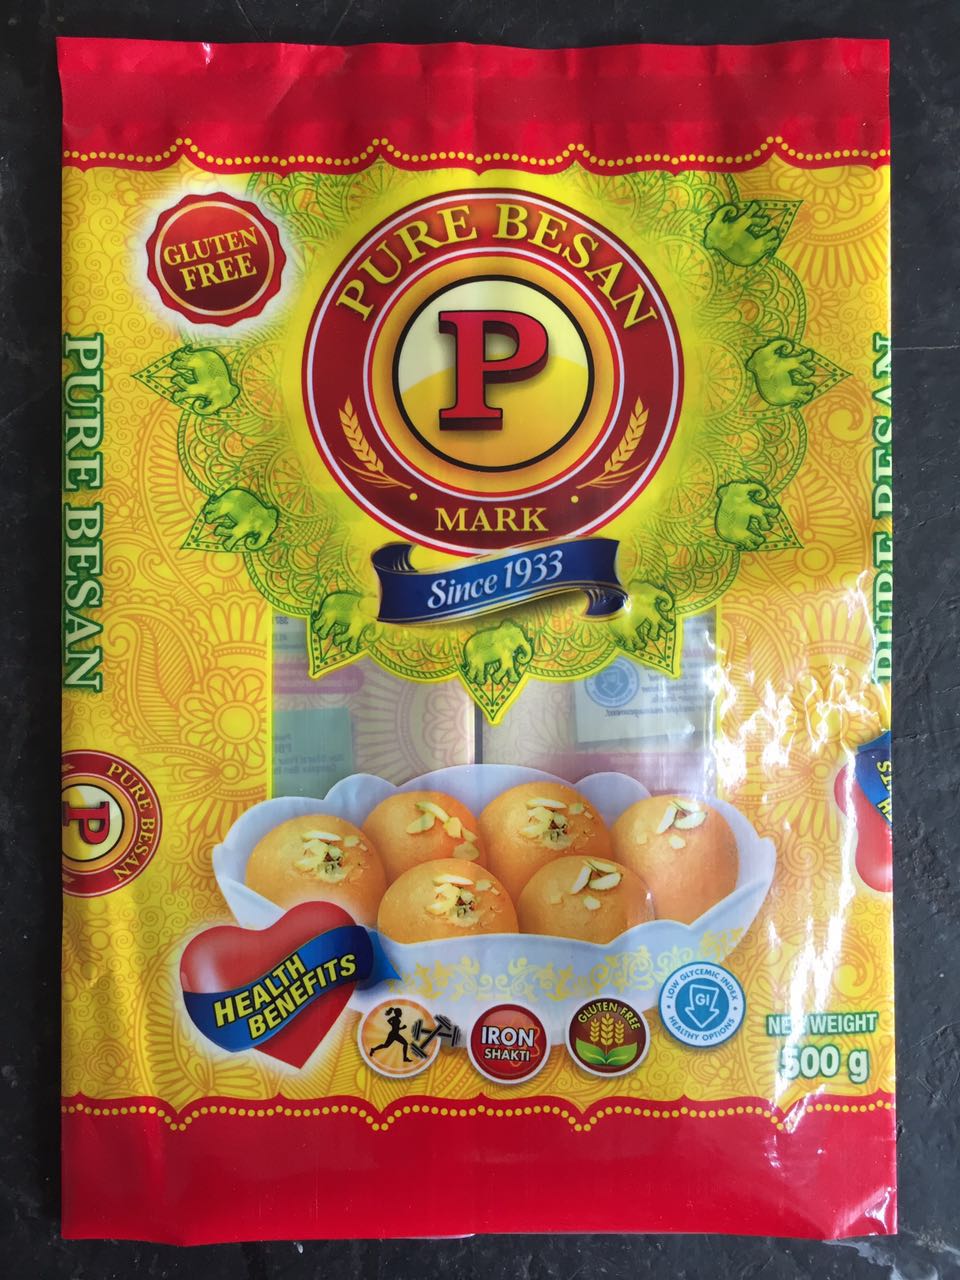 GLUTEN
FREE
PURE BESAN
P
MARK
Since 1933
PURE BESAN
PURE BESAN
PURE BESAN
P
management.
HEALTH
BENEFITS
IRON
SHAKTI
GLUTEN FREE
LOW GLYCEMIC INDEX
GI
HEALTHY OPTIONS
NET WEIGHT
500 g